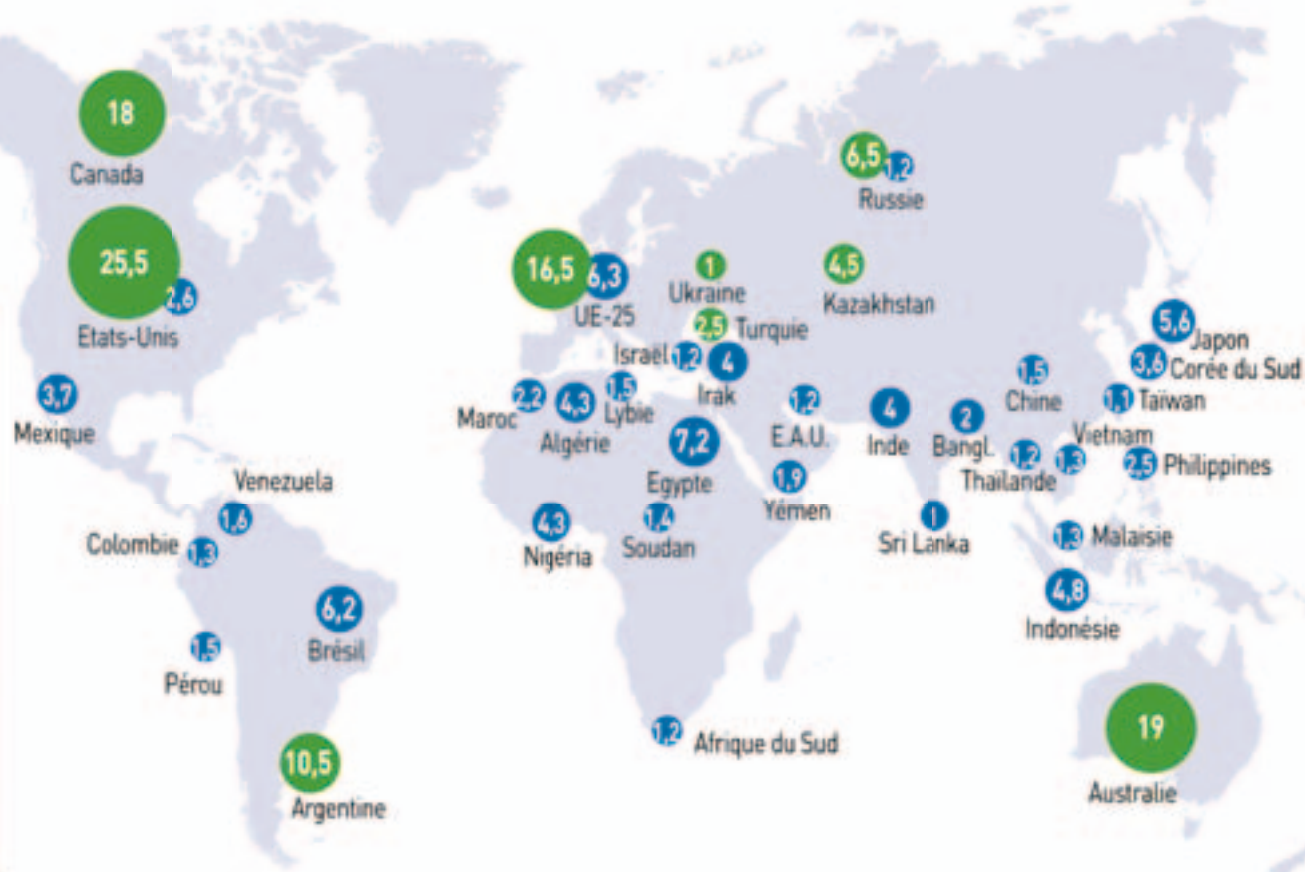 18
Canada
25,5
2,6
Etats-Unis
3,7
Mexique
Venezuela
1,6
Colombie
1,3
6,2
Brésil
1,5
Pérou
10,5
Argentine
6,5
1,2
Russie
16,5
6,3
UE-25
1
Ukraine
4,5
Kazakhstan
2,5
Turquie
Israël
1,2
4
Irak
2,2
Maroc
4,3
Algérie
1,5
Lybie
7,2
Egypte
1,2
E.A.U.
1,9
Yémen
4,3
Nigéria
1,4
Soudan
1,2
Afrique du Sud
4
Inde
2
Bangl.
1
Sri Lanka
1,5
Chine
5,6
Japon
3,6
Corée du Sud
1,1
Taïwan
Vietnam
1,3
1,2
Thaïlande
2,5
Philippines
1,3
Malaisie
4,8
Indonésie
19
Australie